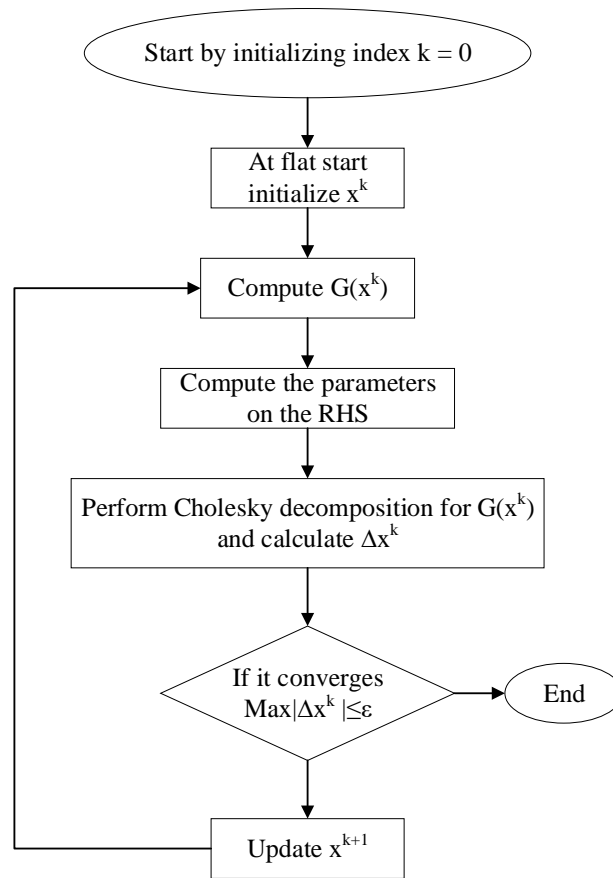 Start by initializing index k = 0
At flat start
initialize x^k
Compute G(x^k)
Compute the parameters
on the RHS
Perform Cholesky decomposition for G(x^k)
and calculate Δx^k
If it converges
Max|Δx^k |≤ε
End
Update x^{k+1}